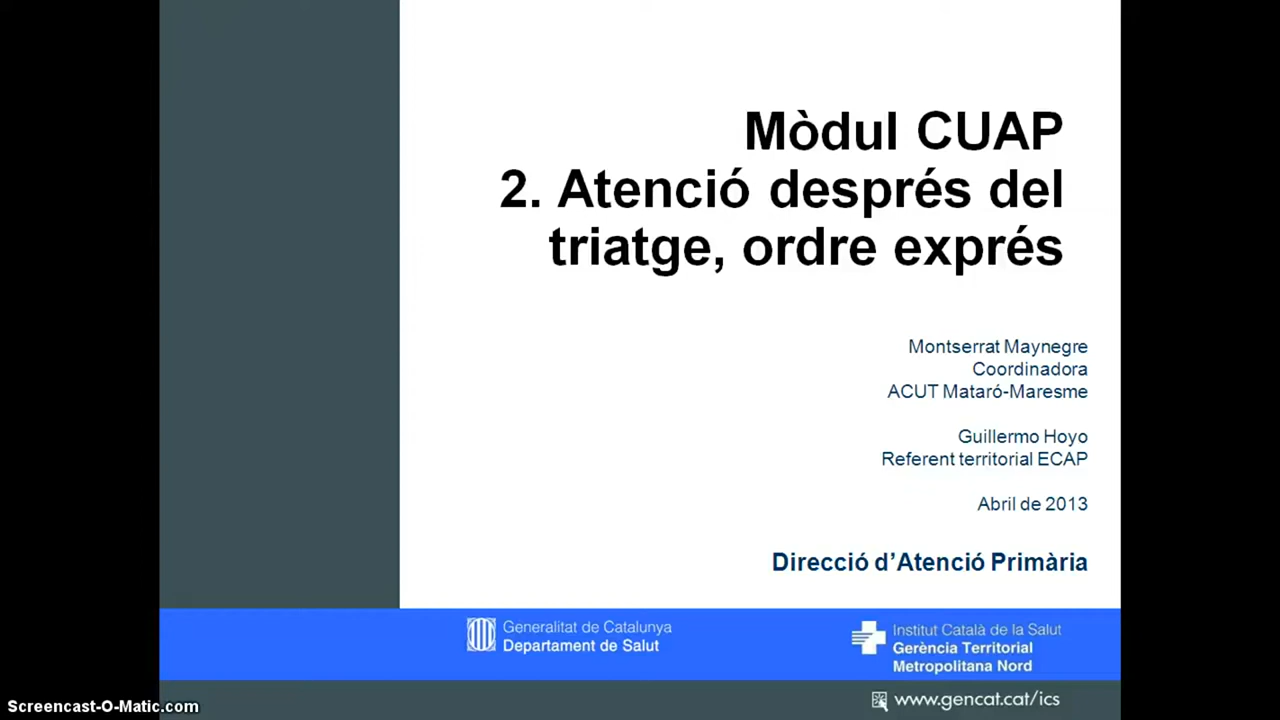 Mòdul CUAP
2. Atenció després del
triatge, ordre exprés
Montserrat Maynegre
Coordinadora
ACUT Mataró-Maresme
Guillermo Hoyo
Referent territorial ECAP
Abril de 2013
Direcció d’Atenció Primària
Generalitat de Catalunya
Departament de Salut
Institut Català de la Salut
Gerència Territorial
Metropolitana Nord
www.gencat.cat/ics
Screencast-O-Matic.com